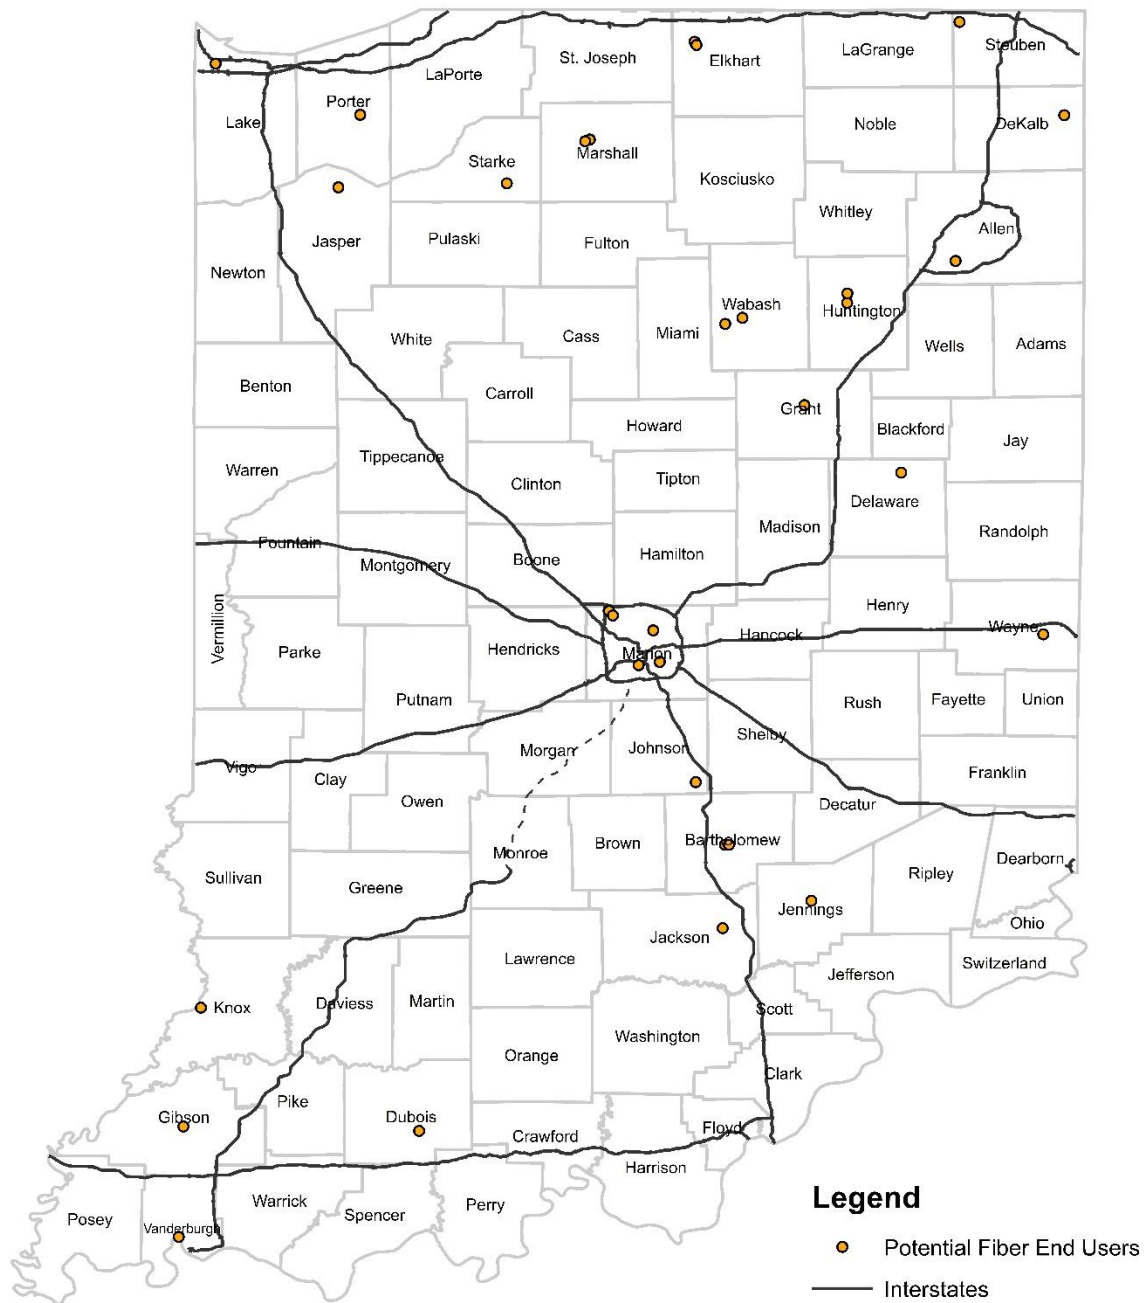 St. Joseph
Elkhart
LaGrange
Steuben
LaPorte
Porter
Lake
Noble
DeKalb
Marshall
Starke
Kosciusko
Whitley
Allen
Jasper
Pulaski
Fulton
Newton
Wabash
Huntington
White
Cass
Miami
Wells
Adams
Benton
Carroll
Grant
Howard
Blackford
Jay
Tippecanoe
Warren
Clinton
Tipton
Delaware
Madison
Randolph
Fountain
Boone
Hamilton
Montgomery
Henry
Vermillion
Wayne
Hancock
Parke
Hendricks
Marion
Putnam
Rush
Fayette
Union
Morgan
Johnson
Shelby
Vigo
Clay
Franklin
Owen
Decatur
Monroe
Brown
Bartholomew
Dearborn
Sullivan
Greene
Ripley
Jennings
Ohio
Jackson
Lawrence
Switzerland
Jefferson
Knox
Daviess
Martin
Scott
Washington
Orange
Clark
Pike
Gibson
Dubois
Crawford
Floyd
Harrison
Posey
Vanderburgh
Warrick
Spencer
Perry
Legend
Potential Fiber End Users
Interstates